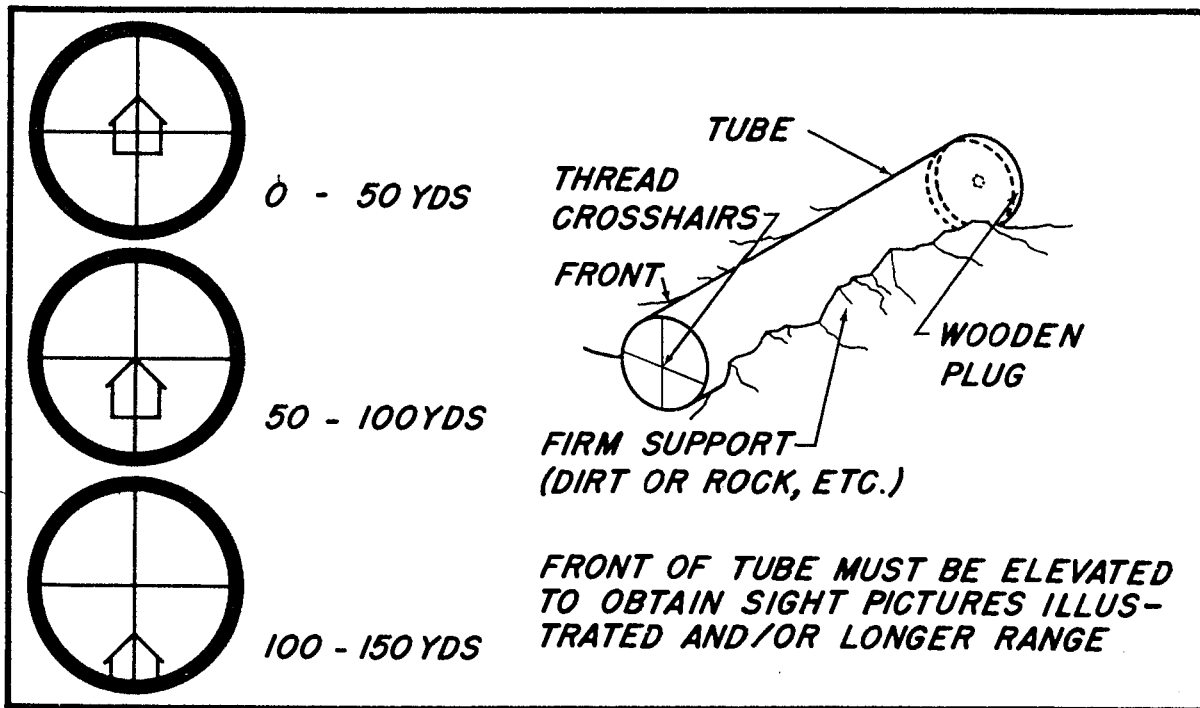 0 - 50 YDS
50 - 100 YDS
100 - 150 YDS
TUBE
THREAD
CROSSHAIRS
FRONT
WOODEN
PLUG
FIRM SUPPORT
(DIRT OR ROCK, ETC.)
FRONT OF TUBE MUST BE ELEVATED
TO OBTAIN SIGHT PICTURES ILLUS-
TRATED AND/OR LONGER RANGE